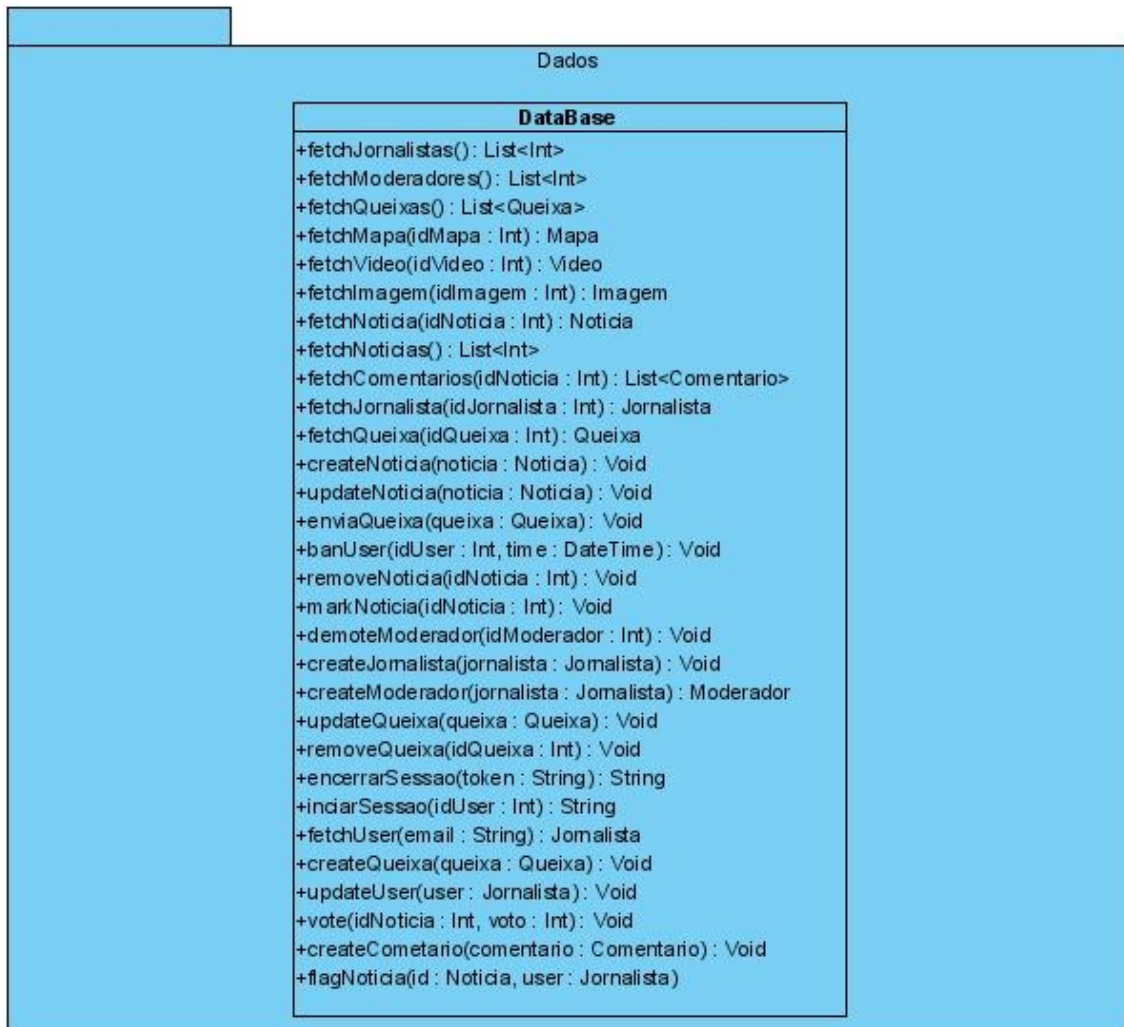 Dados
DataBase
+fetchJornalistas() : List<Int>
+fetchModeradores() : List<Int>
+fetchQueixas() : List<Queixa>
+fetchMapa(idMapa : Int) : Mapa
+fetchVideo(idVideo : Int) : Video
+fetchImagem(idImagem : Int) : Imagem
+fetchNoticia(idNoticia : Int) : Noticia
+fetchNoticias() : List<Int>
+fetchComentarios(idNoticia : Int) : List<Comentario>
+fetchJornalista(idJornalista : Int) : Jornalista
+fetchQueixa(idQueixa : Int) : Queixa
+createNoticia(noticia : Noticia) : Void
+updateNoticia(noticia : Noticia) : Void
+enviaQueixa(queixa : Queixa) : Void
+banUser(idUser : Int, time : DateTime) : Void
+removeNoticia(idNoticia : Int) : Void
+markNoticia(idNoticia : Int) : Void
+demoteModerador(idModerador : Int) : Void
+createJornalista(jornalista : Jornalista) : Void
+createModerador(jornalista : Jornalista) : Moderador
+updateQueixa(queixa : Queixa) : Void
+removeQueixa(idQueixa : Int) : Void
+encerrarSessao(token : String) : String
+inciarSessao(idUser : Int) : String
+fetchUser(email : String) : Jornalista
+createQueixa(queixa : Queixa) : Void
+updateUser(user : Jornalista) : Void
+vote(idNoticia : Int, voto : Int) : Void
+createCometario(comentario : Comentario) : Void
+flagNoticia(id : Noticia, user : Jornalista)